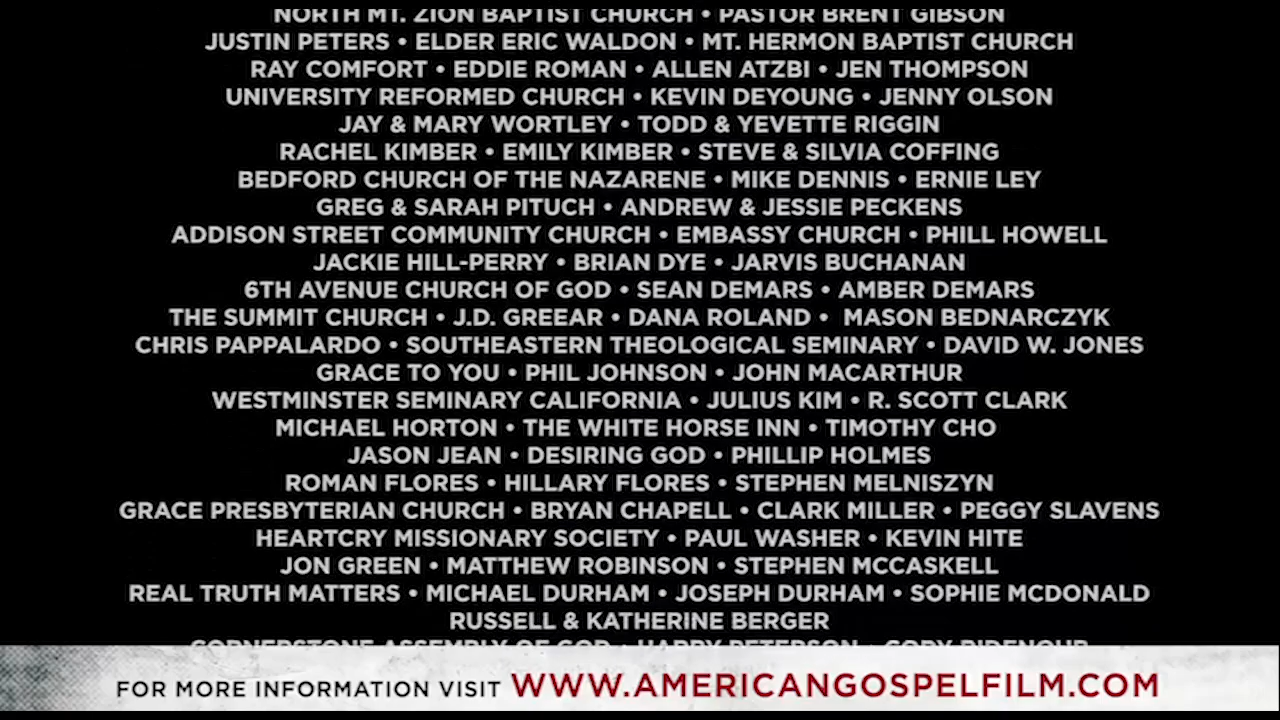 NORTH MT. ZION BAPTIST CHURCH • PASTOR BRENT GIBSON
JUSTIN PETERS • ELDER ERIC WALDON • MT. HERMON BAPTIST CHURCH
RAY COMFORT • EDDIE ROMAN • ALLEN ATZBI • JEN THOMPSON
UNIVERSITY REFORMED CHURCH • KEVIN DEYOUNG • JENNY OLSON
JAY & MARY WORTLEY • TODD & YEVETTE RIGGIN
RACHEL KIMBER • EMILY KIMBER • STEVE & SILVIA COFFING
BEDFORD CHURCH OF THE NAZARENE • MIKE DENNIS • ERNIE LEY
GREG & SARAH PITUCH • ANDREW & JESSIE PECKENS
ADDISON STREET COMMUNITY CHURCH • EMBASSY CHURCH • PHILL HOWELL
JACKIE HILL-PERRY • BRIAN DYE • JARVIS BUCHANAN
6TH AVENUE CHURCH OF GOD • SEAN DEMARS • AMBER DEMARS
THE SUMMIT CHURCH • J.D. GREEAR • DANA ROLAND • MASON BEDNARCZYK
CHRIS PAPPALARDO • SOUTHEASTERN THEOLOGICAL SEMINARY • DAVID W. JONES
GRACE TO YOU • PHIL JOHNSON • JOHN MACARTHUR
WESTMINSTER SEMINARY CALIFORNIA • JULIUS KIM • R. SCOTT CLARK
MICHAEL HORTON • THE WHITE HORSE INN • TIMOTHY CHO
JASON JEAN • DESIRING GOD • PHILLIP HOLMES
ROMAN FLORES • HILLARY FLORES • STEPHEN MELNISZYN
GRACE PRESBYTERIAN CHURCH • BRYAN CHAPELL • CLARK MILLER • PEGGY SLAVENS
HEARTCRY MISSIONARY SOCIETY • PAUL WASHER • KEVIN HITE
JON GREEN • MATTHEW ROBINSON • STEPHEN MCCASKELL
REAL TRUTH MATTERS • MICHAEL DURHAM • JOSEPH DURHAM • SOPHIE MCDONALD
RUSSELL & KATHERINE BERGER
CORNERSTONE ASSEMBLY OF GOD • HARRY PETERSON • CORY RIDENOUR
FOR MORE INFORMATION VISIT WWW.AMERICANGOSPELFILM.COM